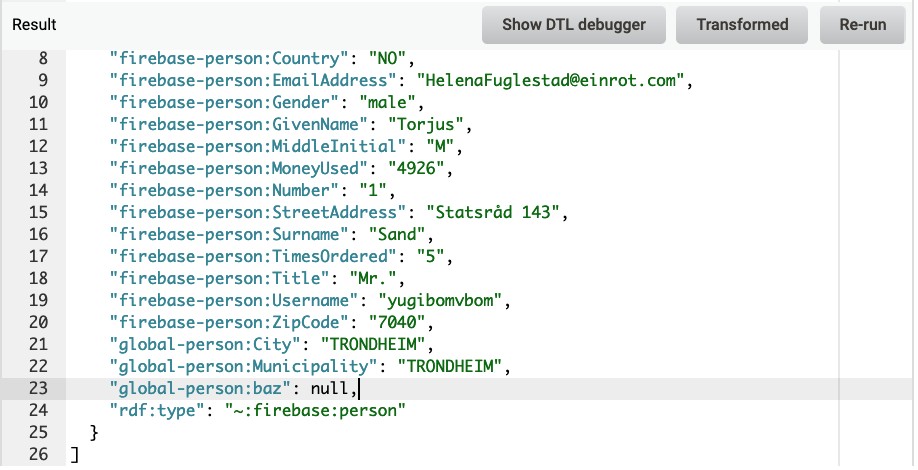 Result
Show DTL debugger
Transformed
Re-run
8 "firebase-person:Country": "NO",
9 "firebase-person:EmailAddress": "HelenaFuglestad@einrot.com",
10 "firebase-person:Gender": "male",
11 "firebase-person:GivenName": "Torjus",
12 "firebase-person:MiddleInitial": "M",
13 "firebase-person:MoneyUsed": "4926",
14 "firebase-person:Number": "1",
15 "firebase-person:StreetAddress": "Statsråd 143",
16 "firebase-person:Surname": "Sand",
17 "firebase-person:TimesOrdered": "5",
18 "firebase-person:Title": "Mr.",
19 "firebase-person:Username": "yugibomvbom",
20 "firebase-person:ZipCode": "7040",
21 "global-person:City": "TRONDHEIM",
22 "global-person:Municipality": "TRONDHEIM",
23 "global-person:baz": null,
24 "rdf:type": "~:firebase:person"
25 }
26 ]